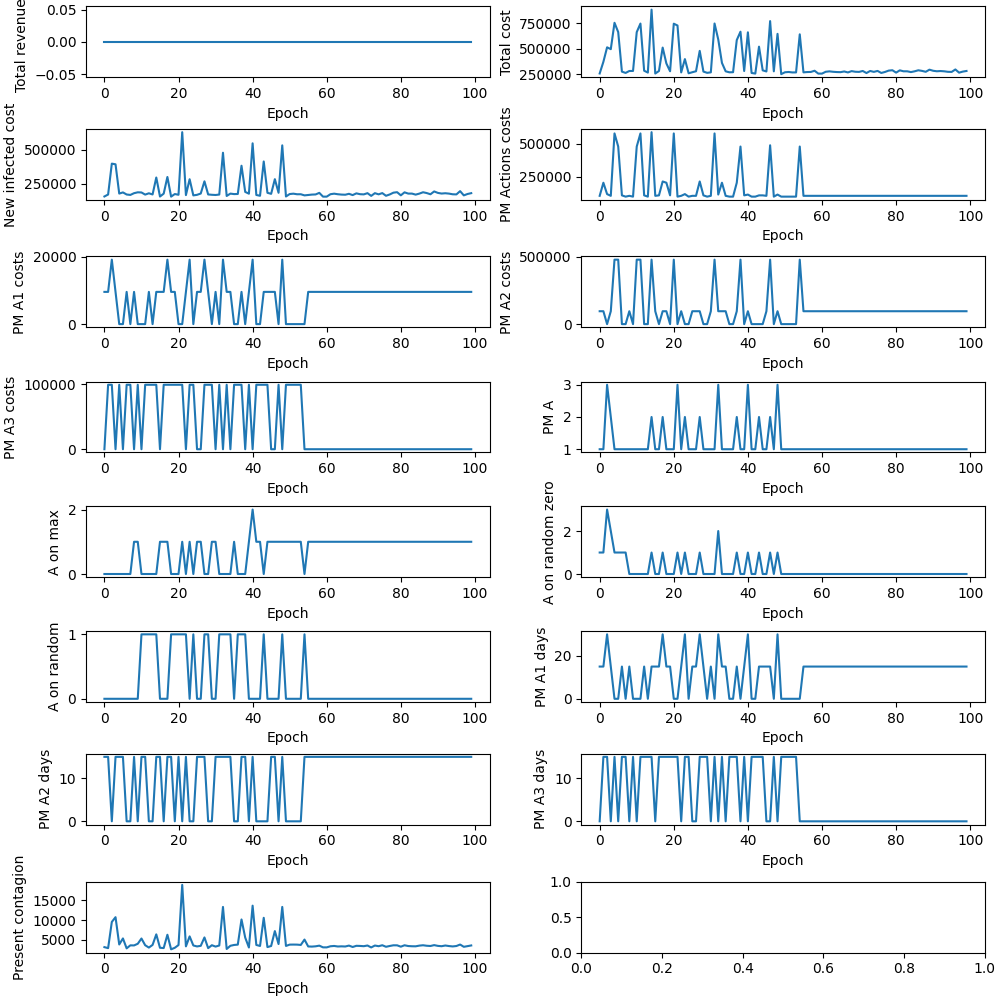 Total revenue
0.05
0.00
−0.05
0 20 40 60 80 100
Epoch
Total cost
750000
500000
250000
0 20 40 60 80 100
Epoch
New infected cost
500000
250000
0 20 40 60 80 100
Epoch
PM Actions costs
500000
250000
0 20 40 60 80 100
Epoch
PM A1 costs
20000
0
0 20 40 60 80 100
Epoch
PM A2 costs
500000
0
0 20 40 60 80 100
Epoch
PM A3 costs
100000
0
0 20 40 60 80 100
Epoch
PM A
3
2
1
0 20 40 60 80 100
Epoch
A on max
2
0
0 20 40 60 80 100
Epoch
A on random zero
2
0
0 20 40 60 80 100
Epoch
A on random
1
0
0 20 40 60 80 100
Epoch
PM A1 days
20
0
0 20 40 60 80 100
Epoch
PM A2 days
10
0
0 20 40 60 80 100
Epoch
PM A3 days
10
0
0 20 40 60 80 100
Epoch
Present contagion
15000
10000
5000
0 20 40 60 80 100
Epoch
1.0
0.5
0.0
0.0 0.2 0.4 0.6 0.8 1.0